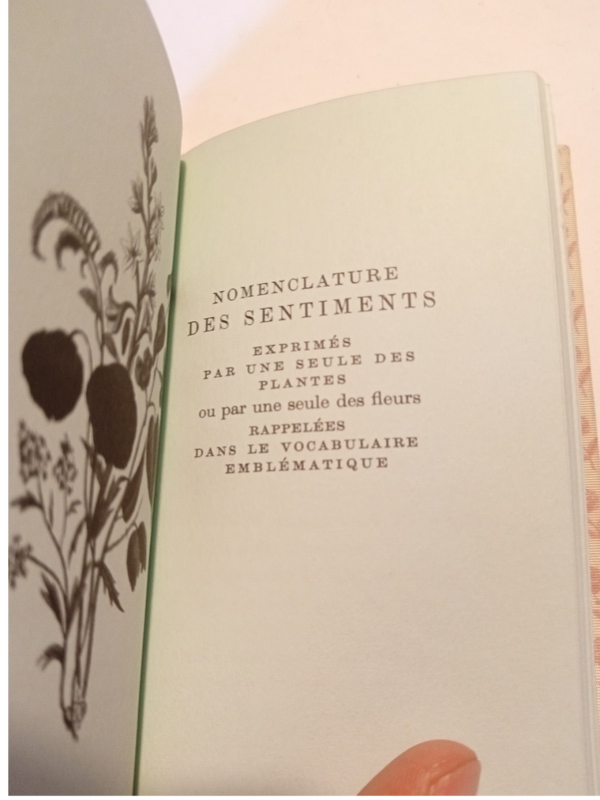 NOMENCLATURE
DES SENTIMENTS
EXPRIMÉS
PAR UNE SEULE DES
PLANTES
ou par une seule des fleurs
RAPPELÉES
DANS LE VOCABULAIRE
EMBLÉMATIQUE